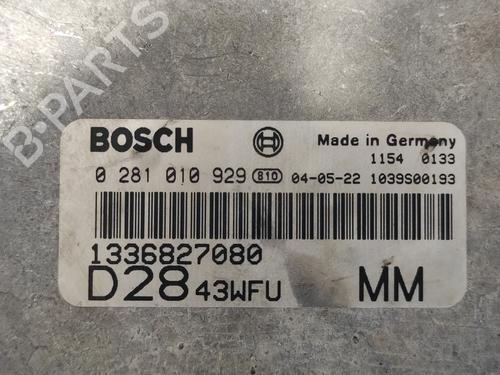 B-PARTS
BOSCH
Made in Germany
1154 0133
0 281 010 929 810 04-05-22 1039S00193
1336827080
D28 43WFU MM